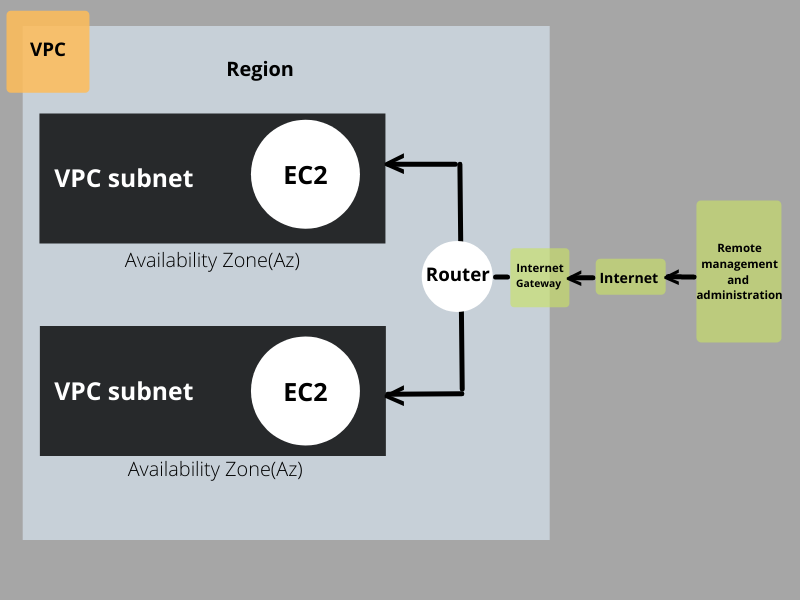 VPC
Region
VPC subnet
EC2
Availability Zone(Az)
Router
Internet
Gateway
Internet
Remote
management
and
administration
VPC subnet
EC2
Availability Zone(Az)